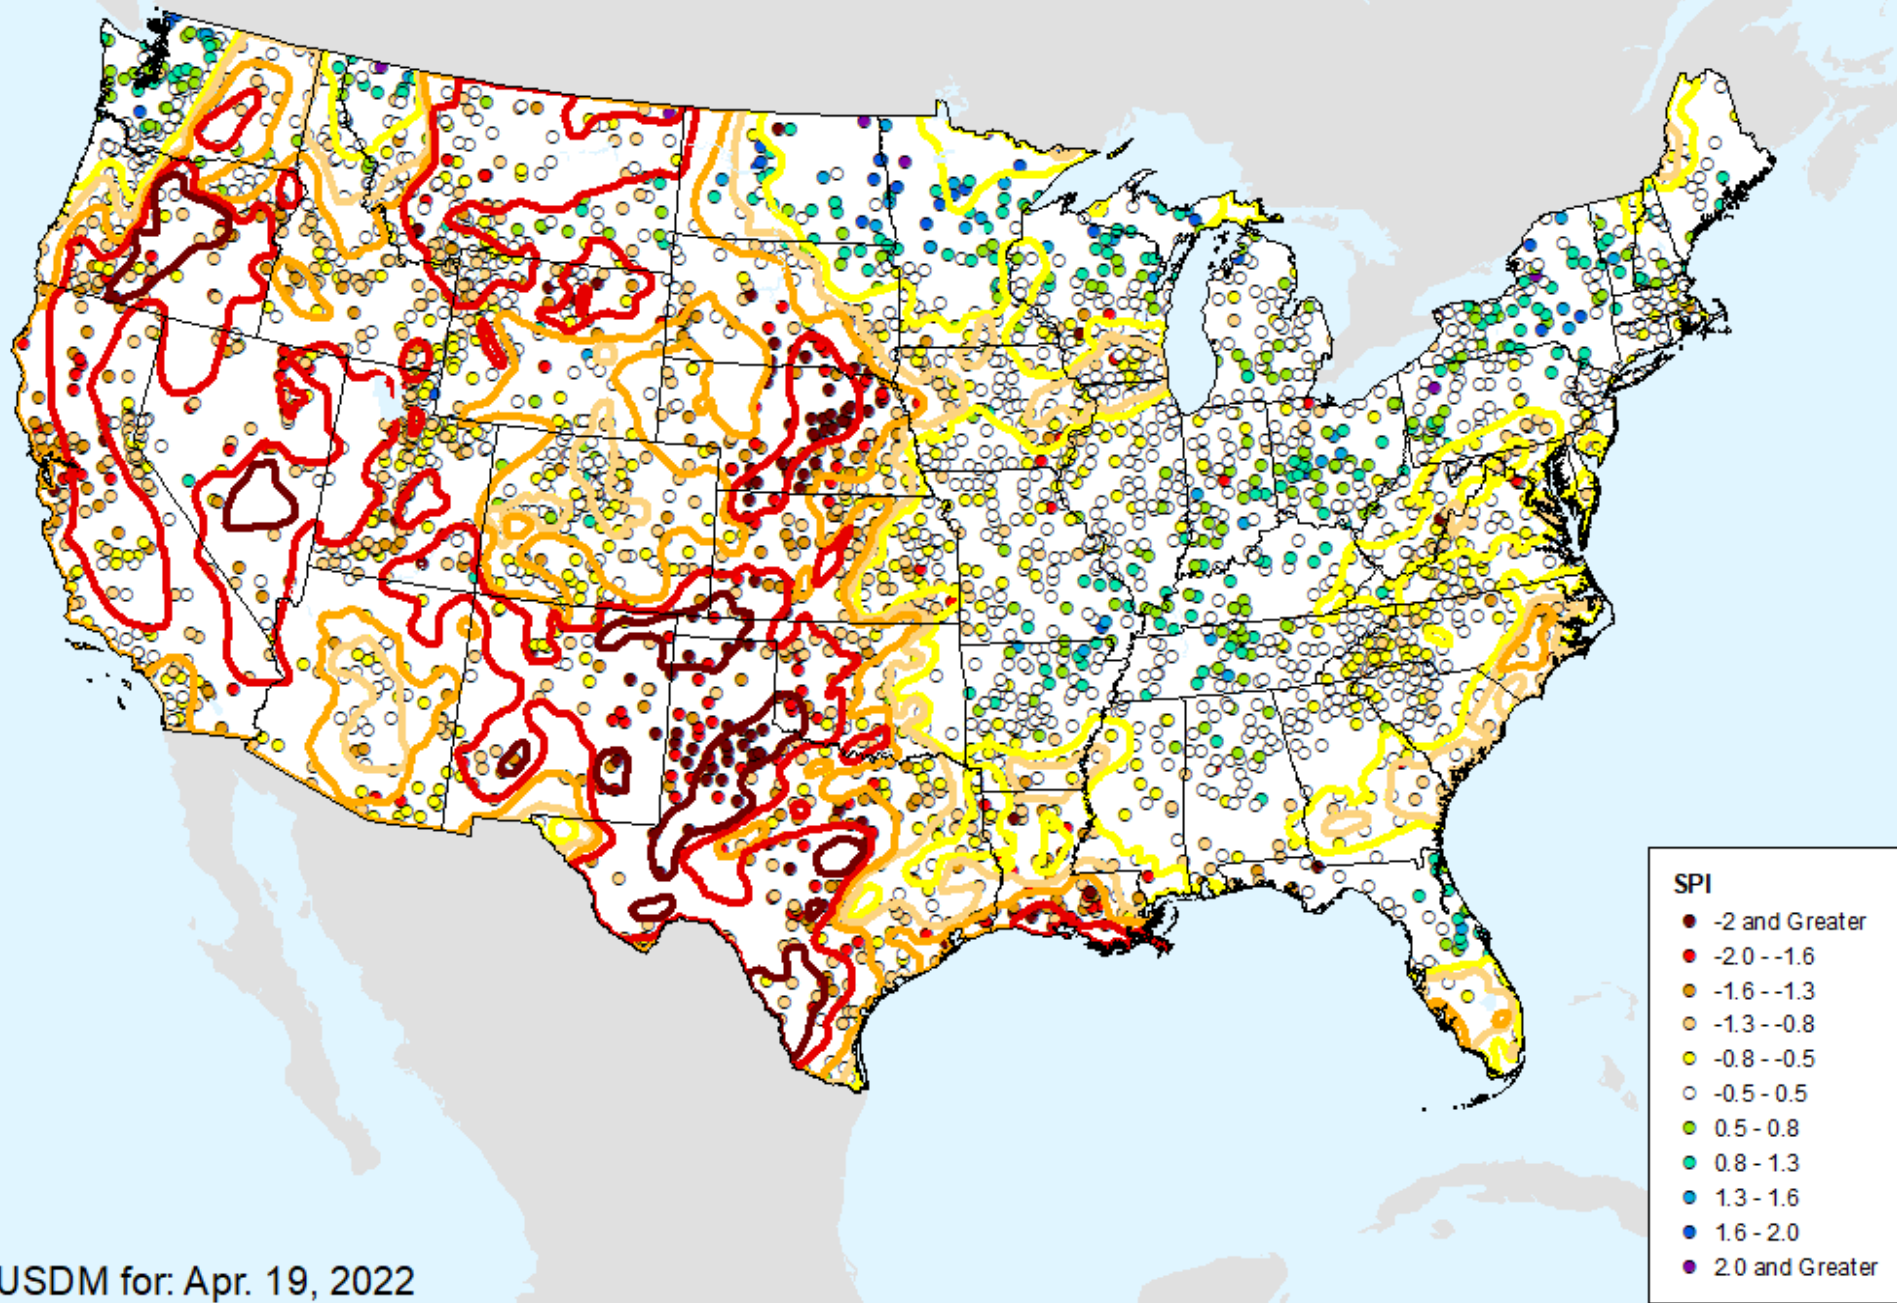 SPI
-2 and Greater
-2.0 - -1.6
-1.6 - -1.3
-1.3 - -0.8
-0.8 - -0.5
-0.5 - 0.5
0.5 - 0.8
0.8 - 1.3
1.3 - 1.6
1.6 - 2.0
2.0 and Greater
USDM for: Apr. 19, 2022